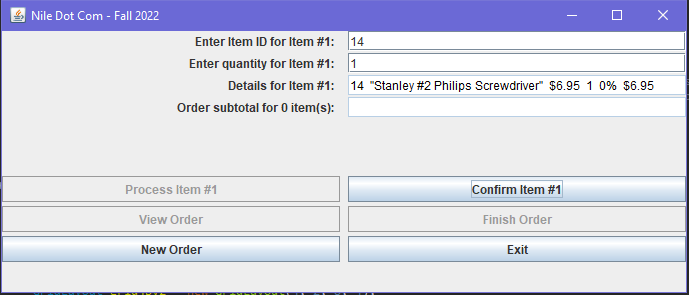 Nile Dot Com - Fall 2022
Enter Item ID for Item #1: 14
Enter quantity for Item #1: 1
Details for Item #1: 14 "Stanley #2 Philips Screwdriver" $6.95 1 0% $6.95
Order subtotal for 0 item(s):
Process Item #1 Confirm Item #1
View Order Finish Order
New Order Exit